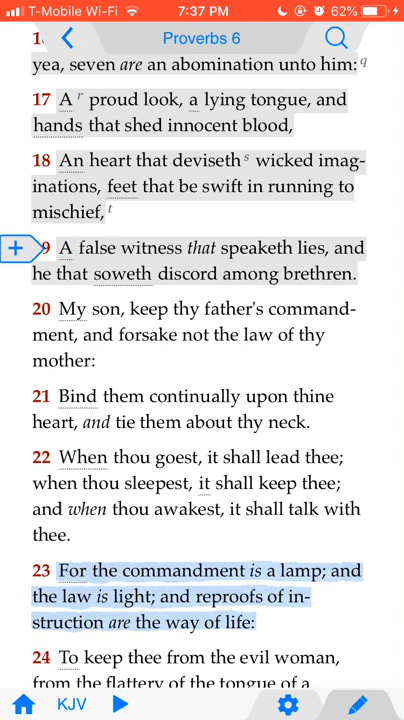 T-Mobile Wi-Fi 7:37 PM 62%
Proverbs 6
yea, seven are an abomination unto him: q
17 A r proud look, a lying tongue, and
hands that shed innocent blood,
18 An heart that deviseth s wicked imag-
inations, feet that be swift in running to
mischief, t
9 A false witness that speaketh lies, and
he that soweth discord among brethren.
20 My son, keep thy father's command-
ment, and forsake not the law of thy
mother:
21 Bind them continually upon thine
heart, and tie them about thy neck.
22 When thou goest, it shall lead thee;
when thou sleepest, it shall keep thee;
and when thou awakest, it shall talk with
thee.
23 For the commandment is a lamp; and
the law is light; and reproofs of in-
struction are the way of life:
24 To keep thee from the evil woman,
from the flattery of the tongue of a
KJV